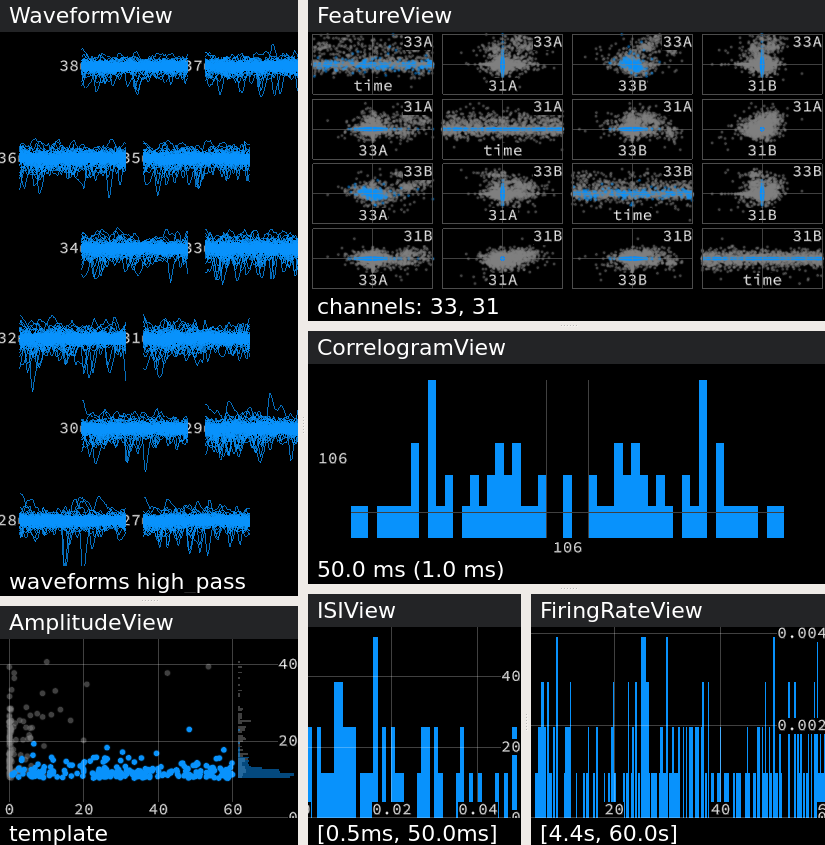 WaveformView
38
37
36
35
34
33
32
31
30
29
28
27
waveforms high_pass
FeatureView
33A
33A
33A
33A
time
31A
33B
31B
31A
31A
31A
31A
33A
time
33B
31B
33B
33B
33B
33B
33A
31A
time
31B
31B
31B
31B
31B
33A
31A
33B
time
channels: 33, 31
CorrelogramView
106
106
50.0 ms (1.0 ms)
AmplitudeView
40
20
0
0 20 40 60
template
ISIView
40
20
0
0.02 0.04
[0.5ms, 50.0ms]
FiringRateView
0.004
0.002
20 40
[4.4s, 60.0s]